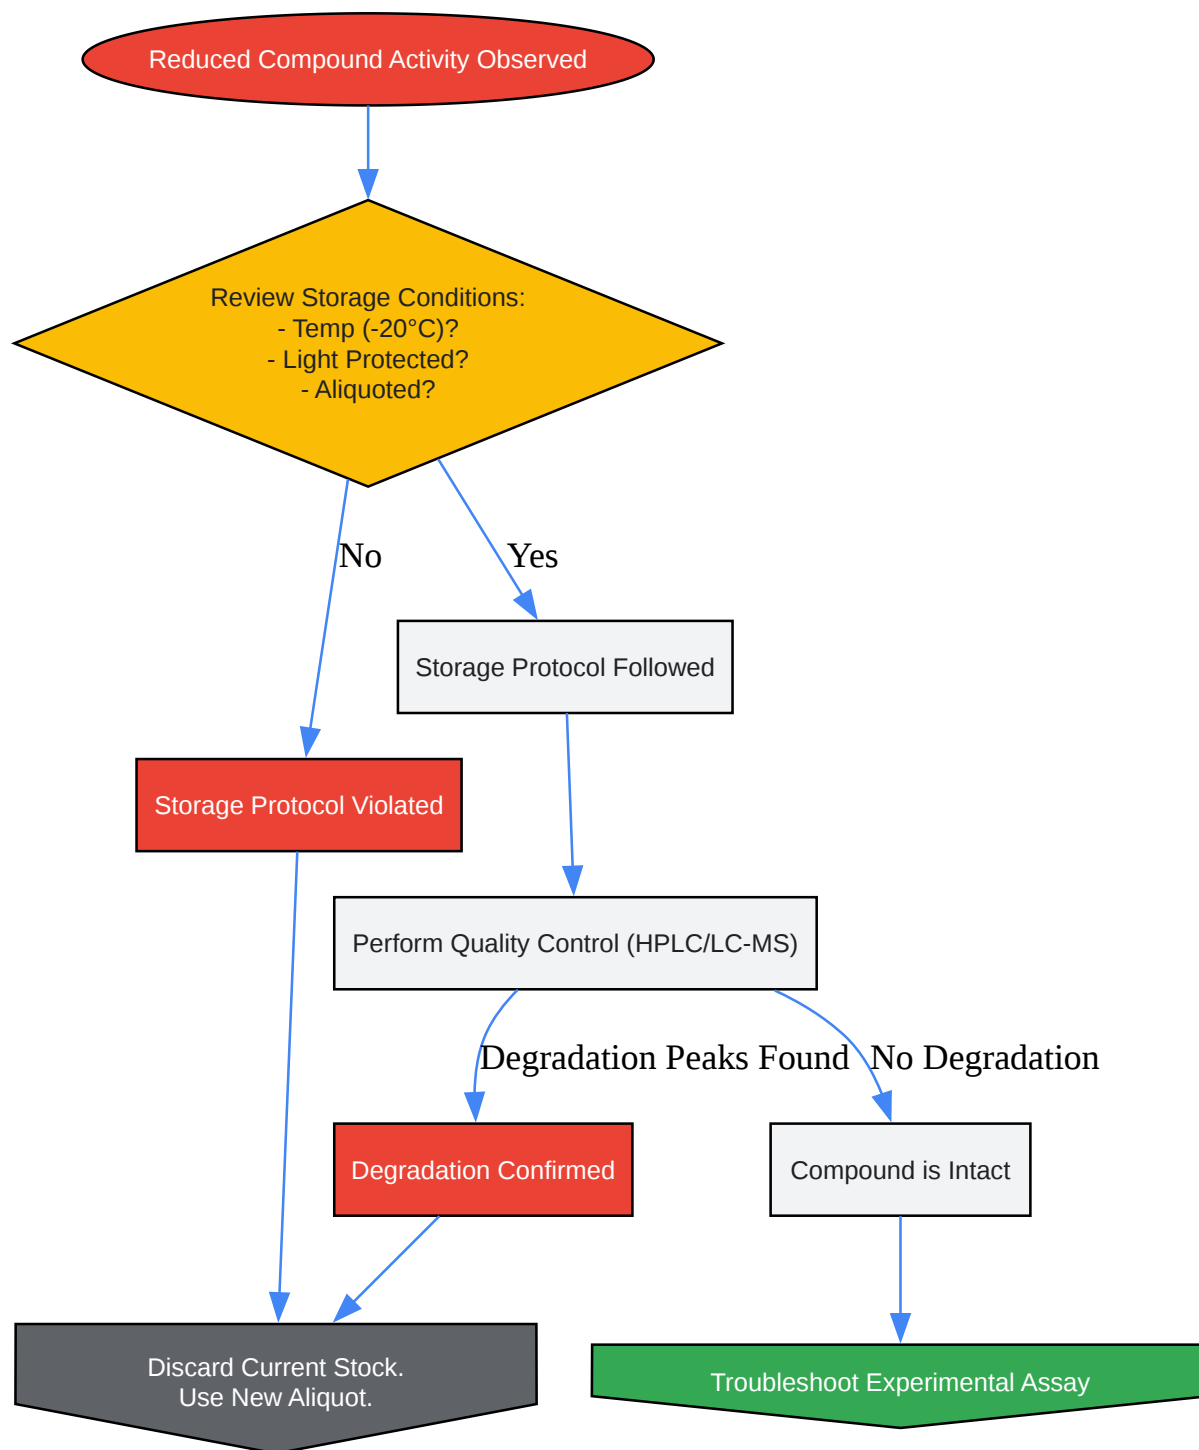 Reduced Compound Activity Observed
Review Storage Conditions:
- Temp (-20°C)?
- Light Protected?
- Aliquoted?
No
Yes
Storage Protocol Followed
Storage Protocol Violated
Perform Quality Control (HPLC/LC-MS)
Degradation Peaks Found
No Degradation
Degradation Confirmed
Compound is Intact
Discard Current Stock.
Use New Aliquot.
Troubleshoot Experimental Assay